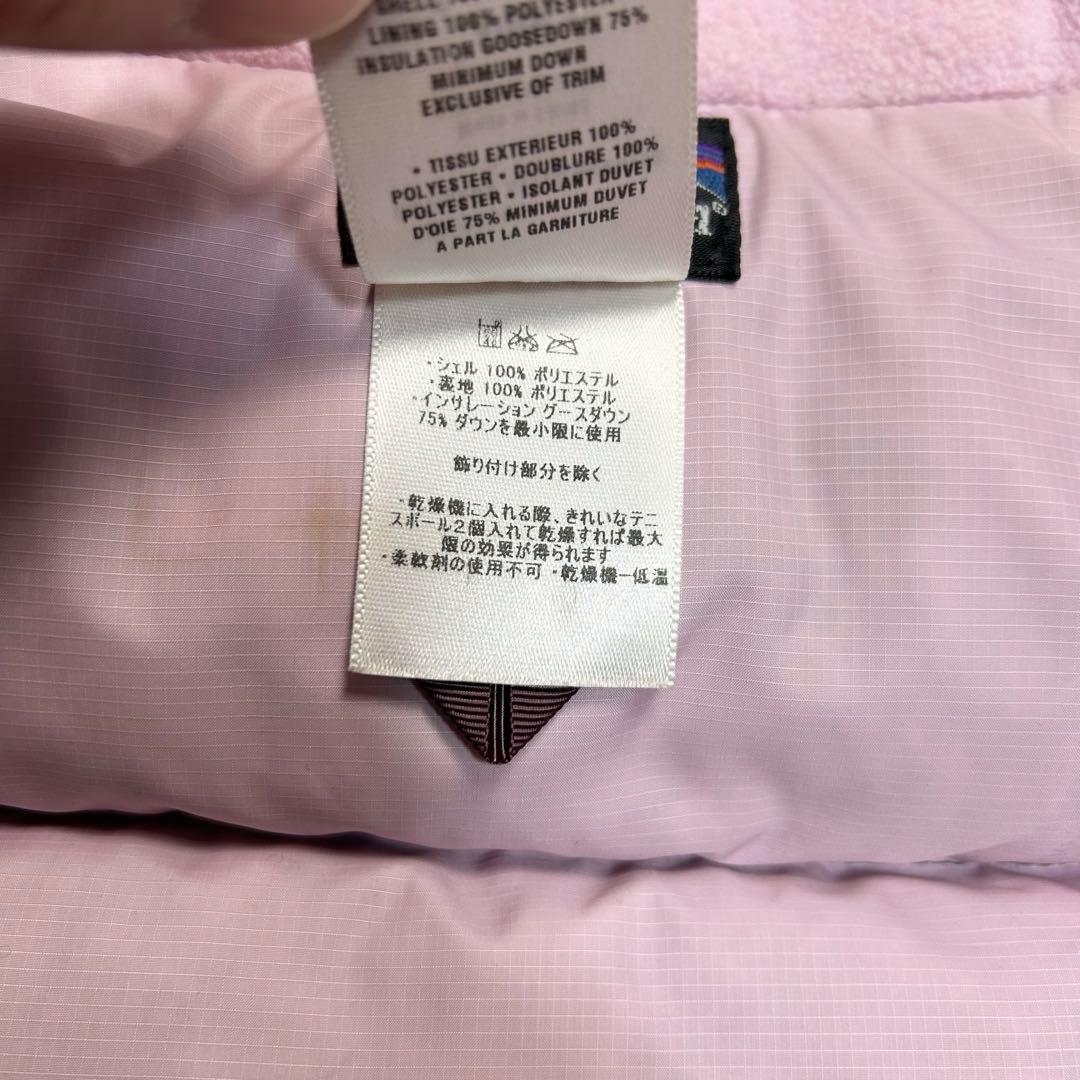 SHELL
LINING 100% POLYESTER
INSULATION GOOSEDOWN 75%
MINIMUM DOWN
EXCLUSIVE OF TRIM
• TISSU EXTERIEUR 100%
POLYESTER • DOUBLURE 100%
POLYESTER • ISOLANT DUVET
D'OIE 75% MINIMUM DUVET
A PART LA GARNITURE
・シェル 100% ポリエステル
・裏地 100% ポリエステル
・インサレーション グースダウン
75% ダウンを最小限に使用
飾り付け部分を除く
・乾燥機に入れる際、きれいなテニ
スボール2個入れて乾燥すれば最大
限の効果が得られます
・柔軟剤の使用不可 ・乾燥機ー低温